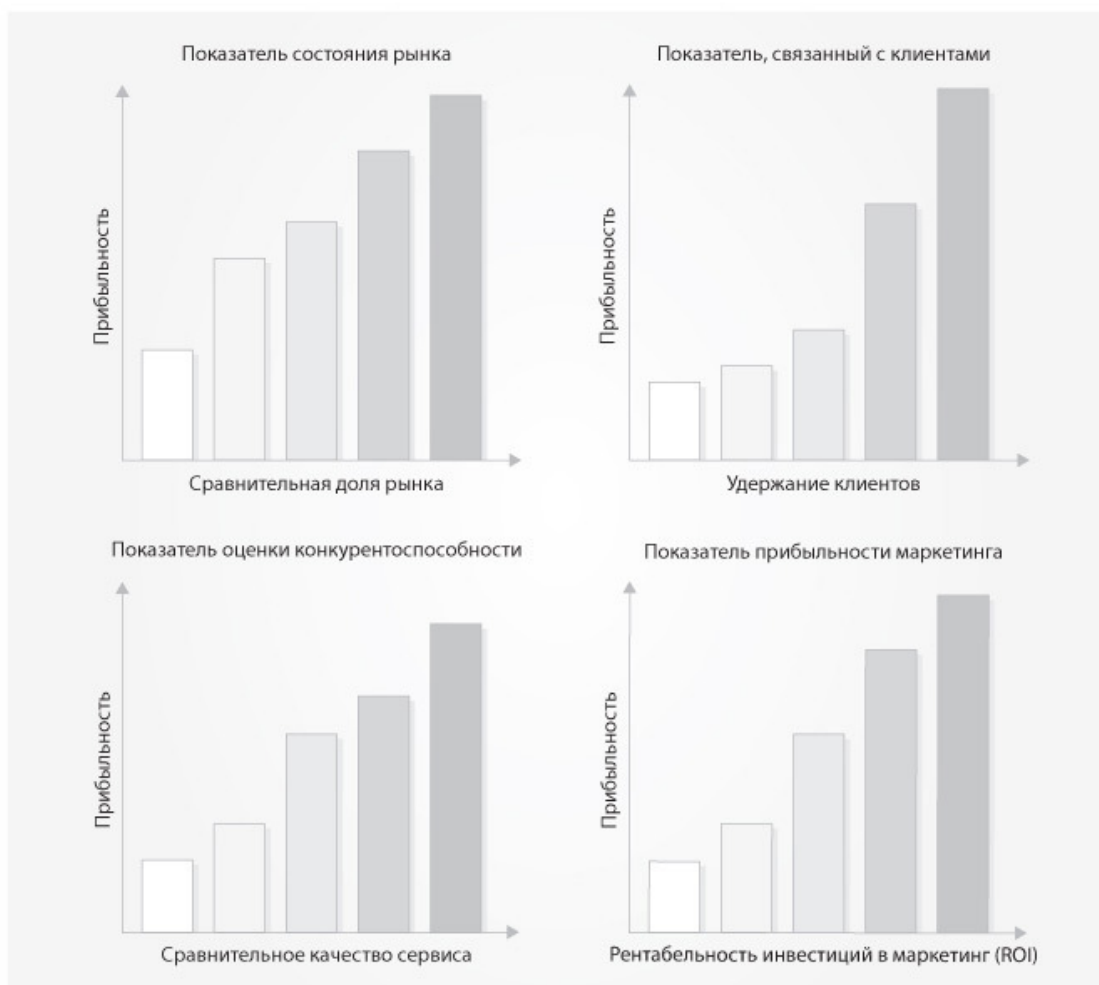 Показатель состояния рынка
Прибыльность
Сравнительная доля рынка
Показатель, связанный с клиентами
Прибыльность
Удержание клиентов
Показатель оценки конкурентоспособности
Прибыльность
Сравнительное качество сервиса
Показатель прибыльности маркетинга
Прибыльность
Рентабельность инвестиций в маркетинг (ROI)